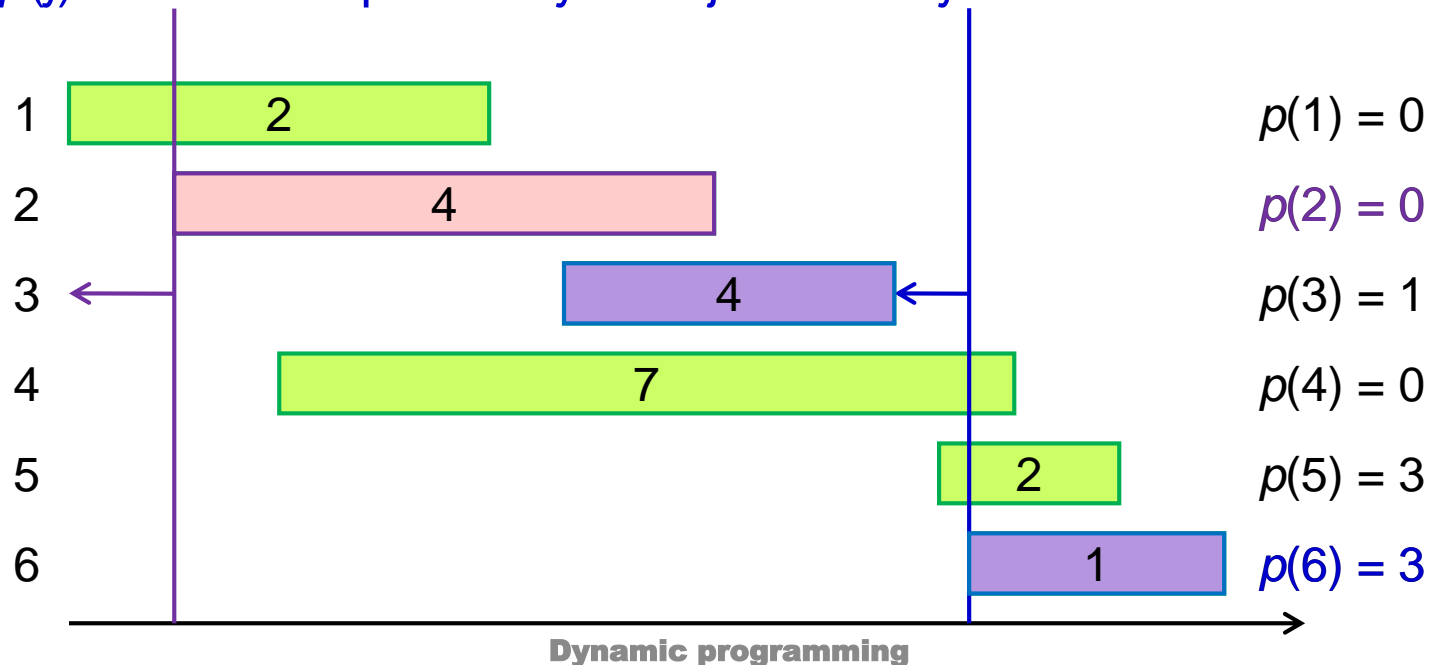 1 2 p(1) = 0
2 4 p(2) = 0
3 4 p(3) = 1
4 7 p(4) = 0
5 2 p(5) = 3
6 1 p(6) = 3
Dynamic programming